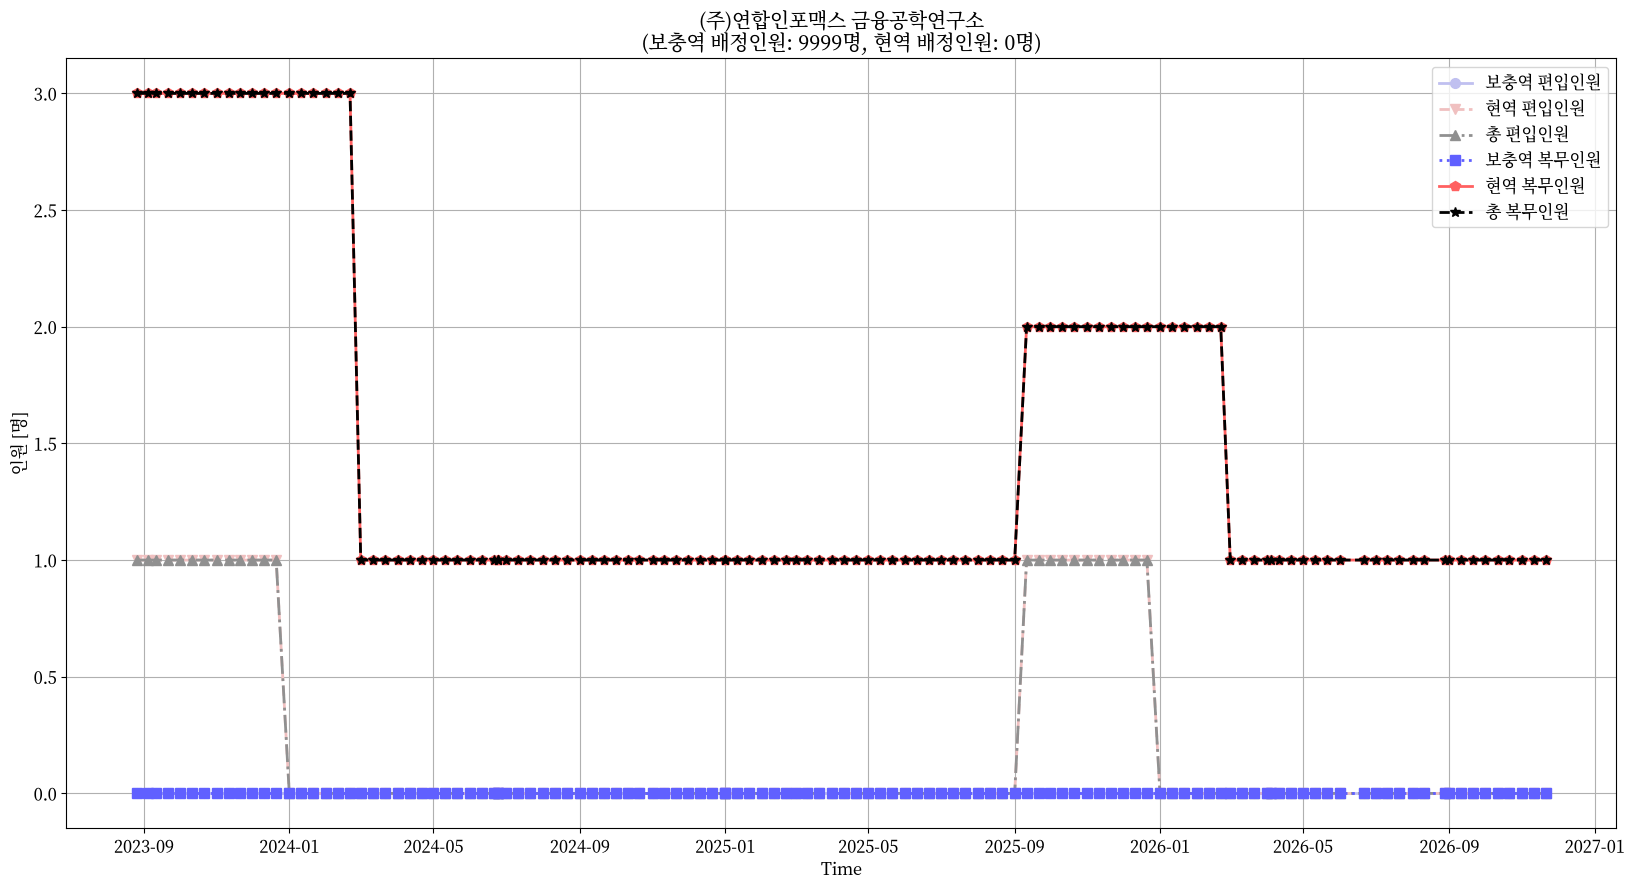 (주)연합인포맥스 금융공학연구소
(보충역 배정인원: 9999명, 현역 배정인원: 0명)
보충역 편입인원
현역 편입인원
총 편입인원
보충역 복무인원
현역 복무인원
총 복무인원
인원 [명]
3.0
2.5
2.0
1.5
1.0
0.5
0.0
2023-09 2024-01 2024-05 2024-09 2025-01 2025-05 2025-09 2026-01 2026-05 2026-09 2027-01
Time